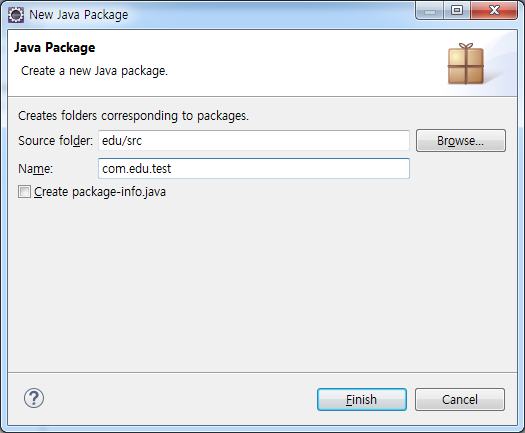 New Java Package
Java Package
Create a new Java package.
Creates folders corresponding to packages.
Source folder: edu/src Browse...
Name: com.edu.test
Create package-info.java
? Finish Cancel